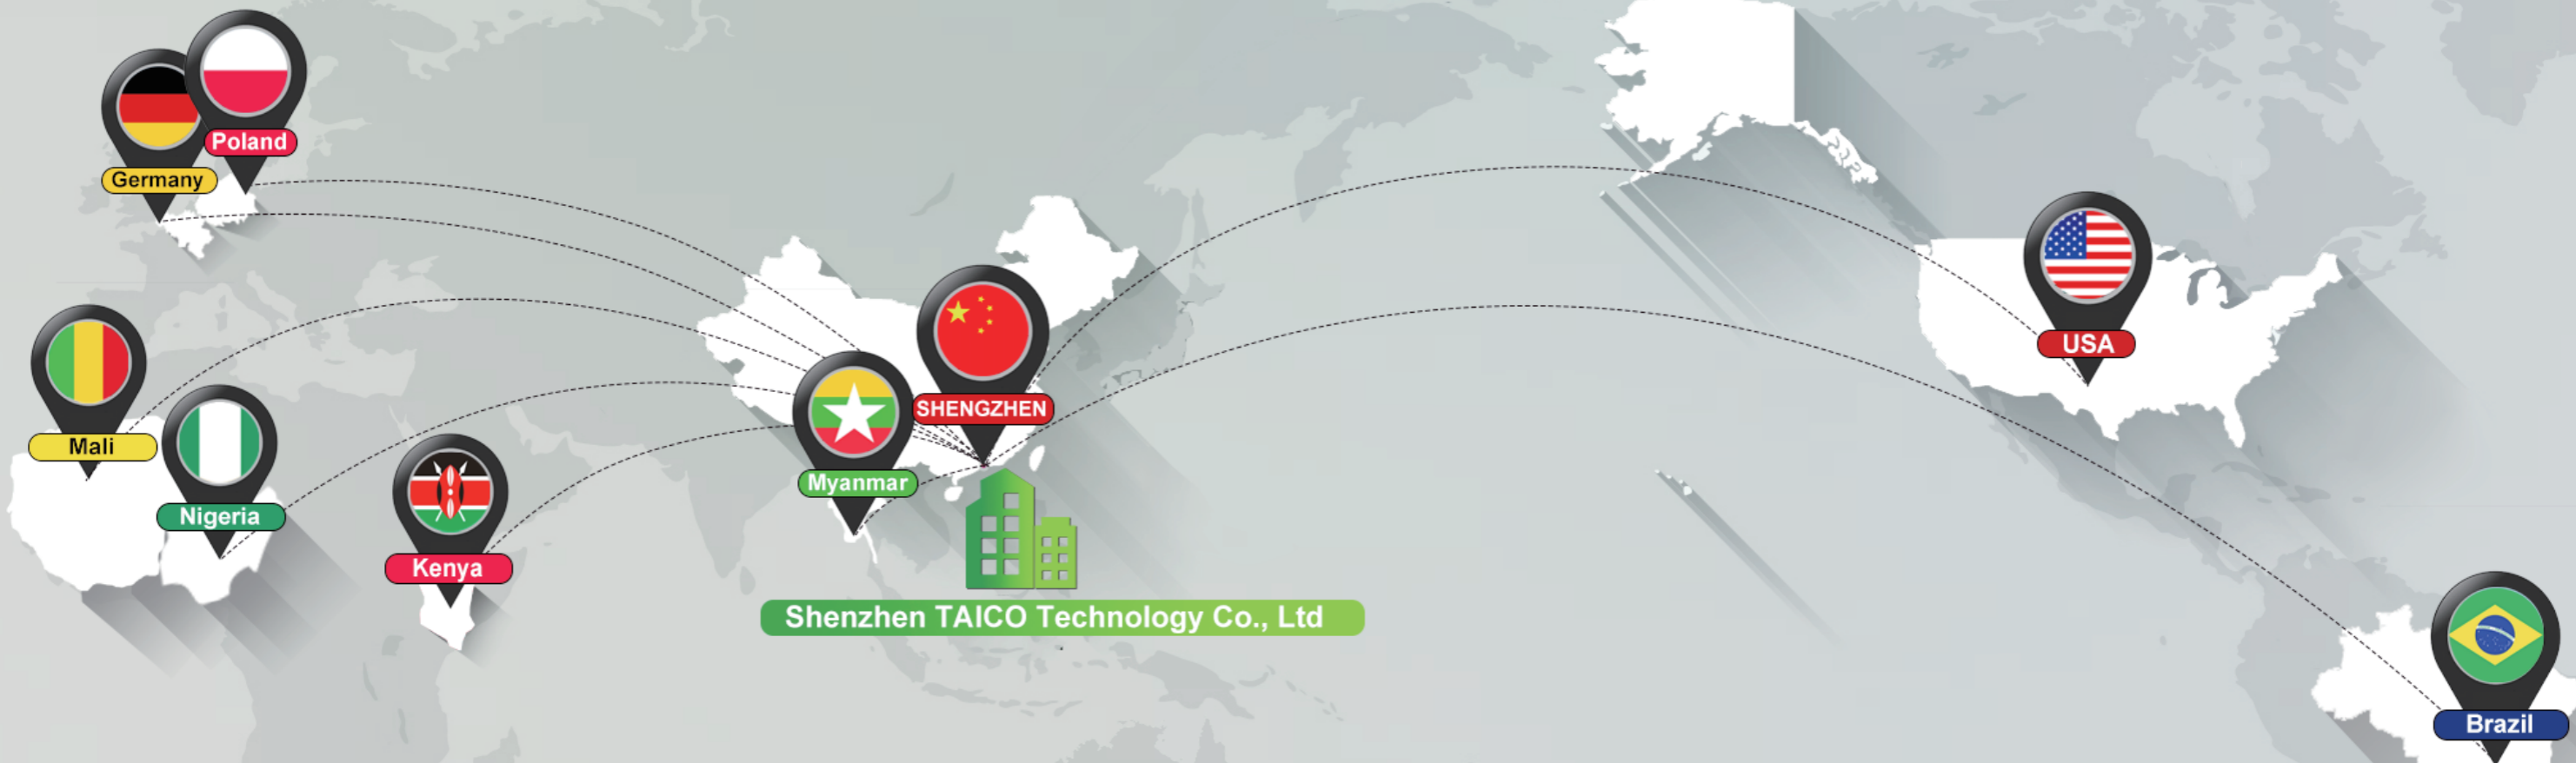 Poland
Germany
Mali
Nigeria
Kenya
SHENGZHEN
Myanmar
Shenzhen TAICO Technology Co., Ltd
USA
Brazil